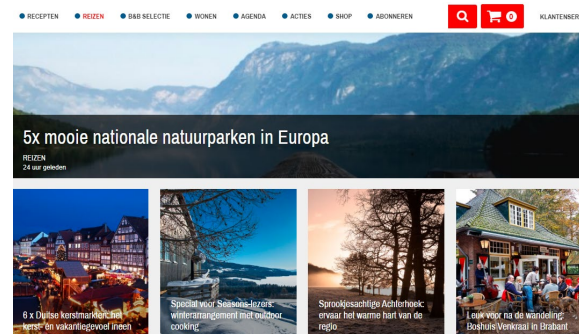 RECEPTEN REIZEN B&B SELECTIE WONEN AGENDA ACTIES SHOP ABONNEREN 0 KLANTENSER
5x mooie nationale natuurparken in Europa
REIZEN
24 uur geleden
6 x Duitse kerstmarkten: het
kerst- én vakantiegevoel ineen
Special voor Seasons-lezers:
winterarrangement met outdoor
cooking
Sprookjesachtige Achterhoek:
ervaar het warme hart van de
regio
Leuk voor na de wandeling:
Boshuis Venkraai in Brabant